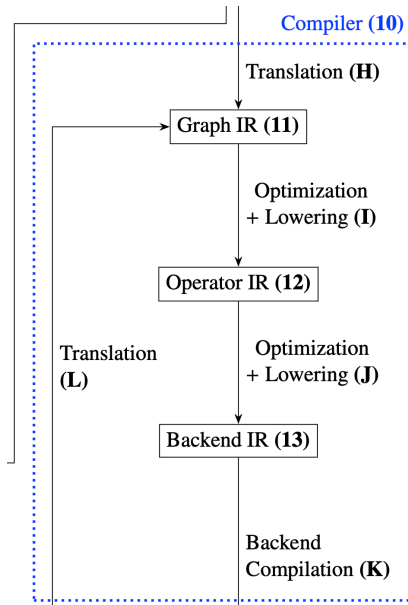 Compiler (10)
Translation (H)
Graph IR (11)
Optimization
+ Lowering (I)
Operator IR (12)
Translation
(L)
Optimization
+ Lowering (J)
Backend IR (13)
Backend
Compilation (K)